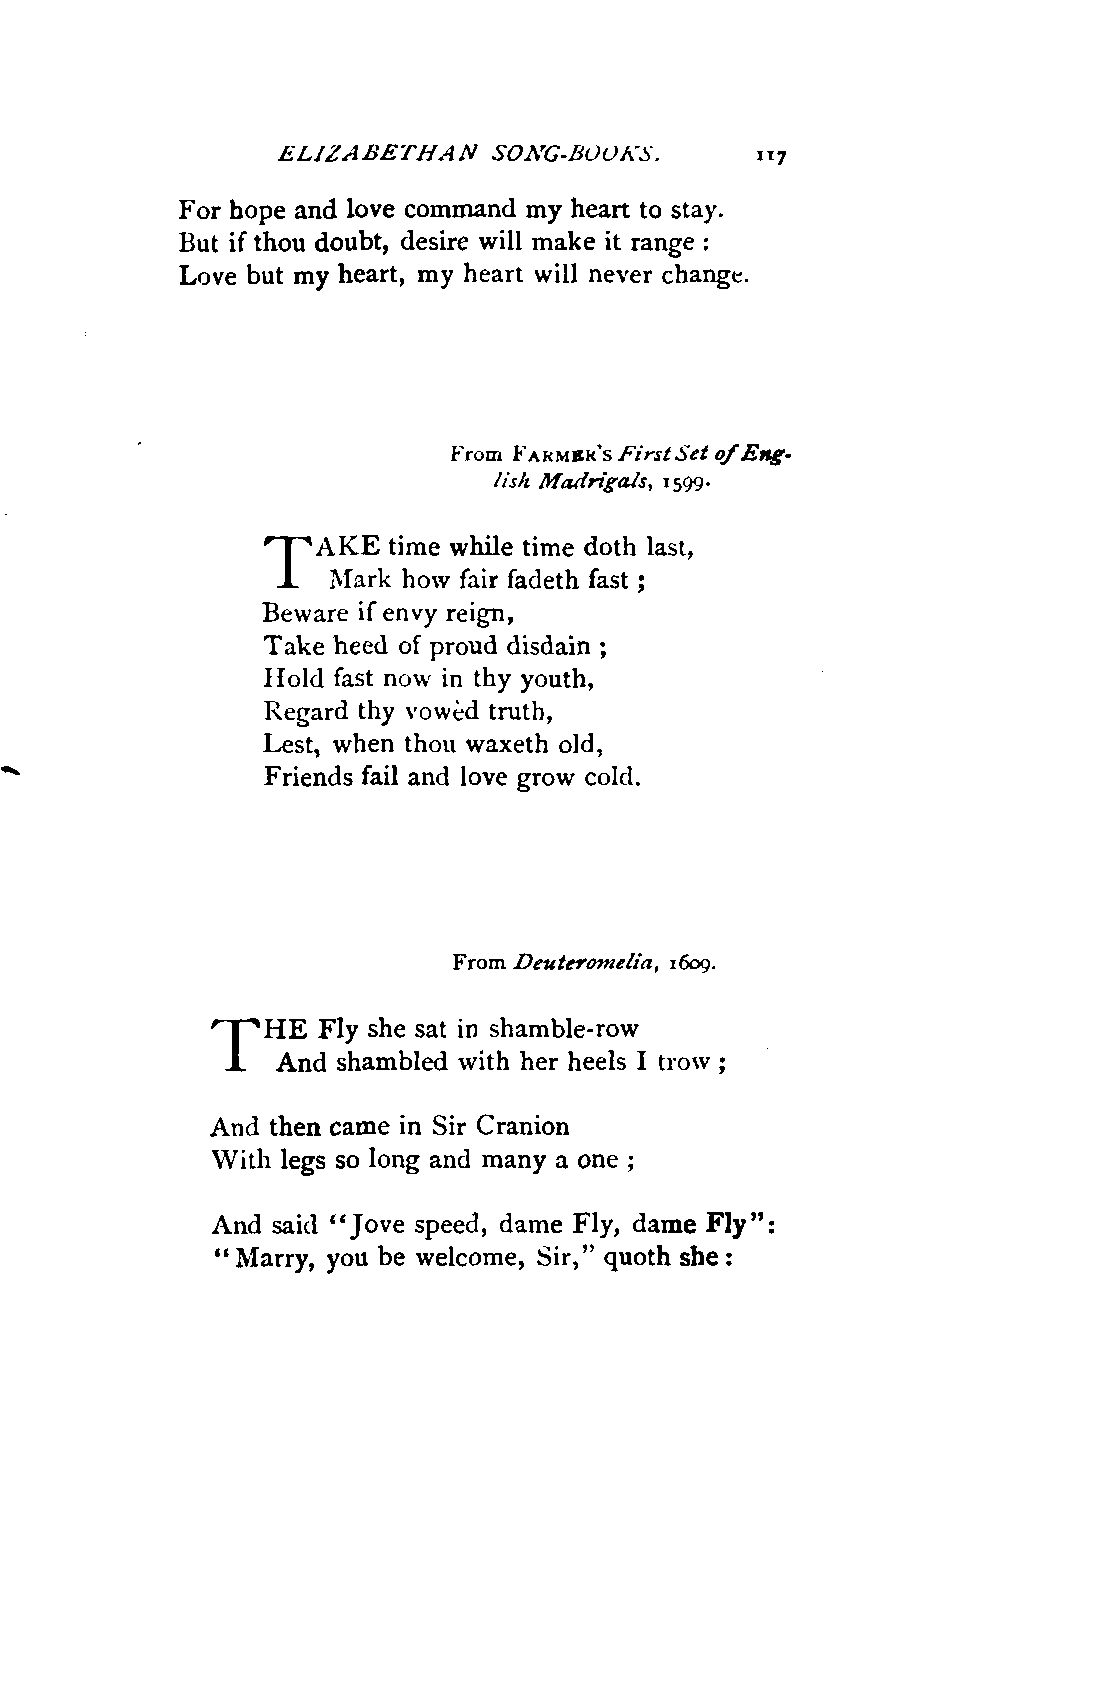 ELIZABETHAN SONG-BOOKS. 117
For hope and love command my heart to stay.
But if thou doubt, desire will make it range :
Love but my heart, my heart will never change.
From FARMER's First Set of Eng-
lish Madrigals, 1599.
TAKE time while time doth last,
Mark how fair fadeth fast ;
Beware if envy reign,
Take heed of proud disdain ;
Hold fast now in thy youth,
Regard thy vowèd truth,
Lest, when thou waxeth old,
Friends fail and love grow cold.
From Deuteromelia, 1609.
THE Fly she sat in shamble-row
And shambled with her heels I trow ;
And then came in Sir Cranion
With legs so long and many a one ;
And said "Jove speed, dame Fly, dame Fly":
"Marry, you be welcome, Sir," quoth she :